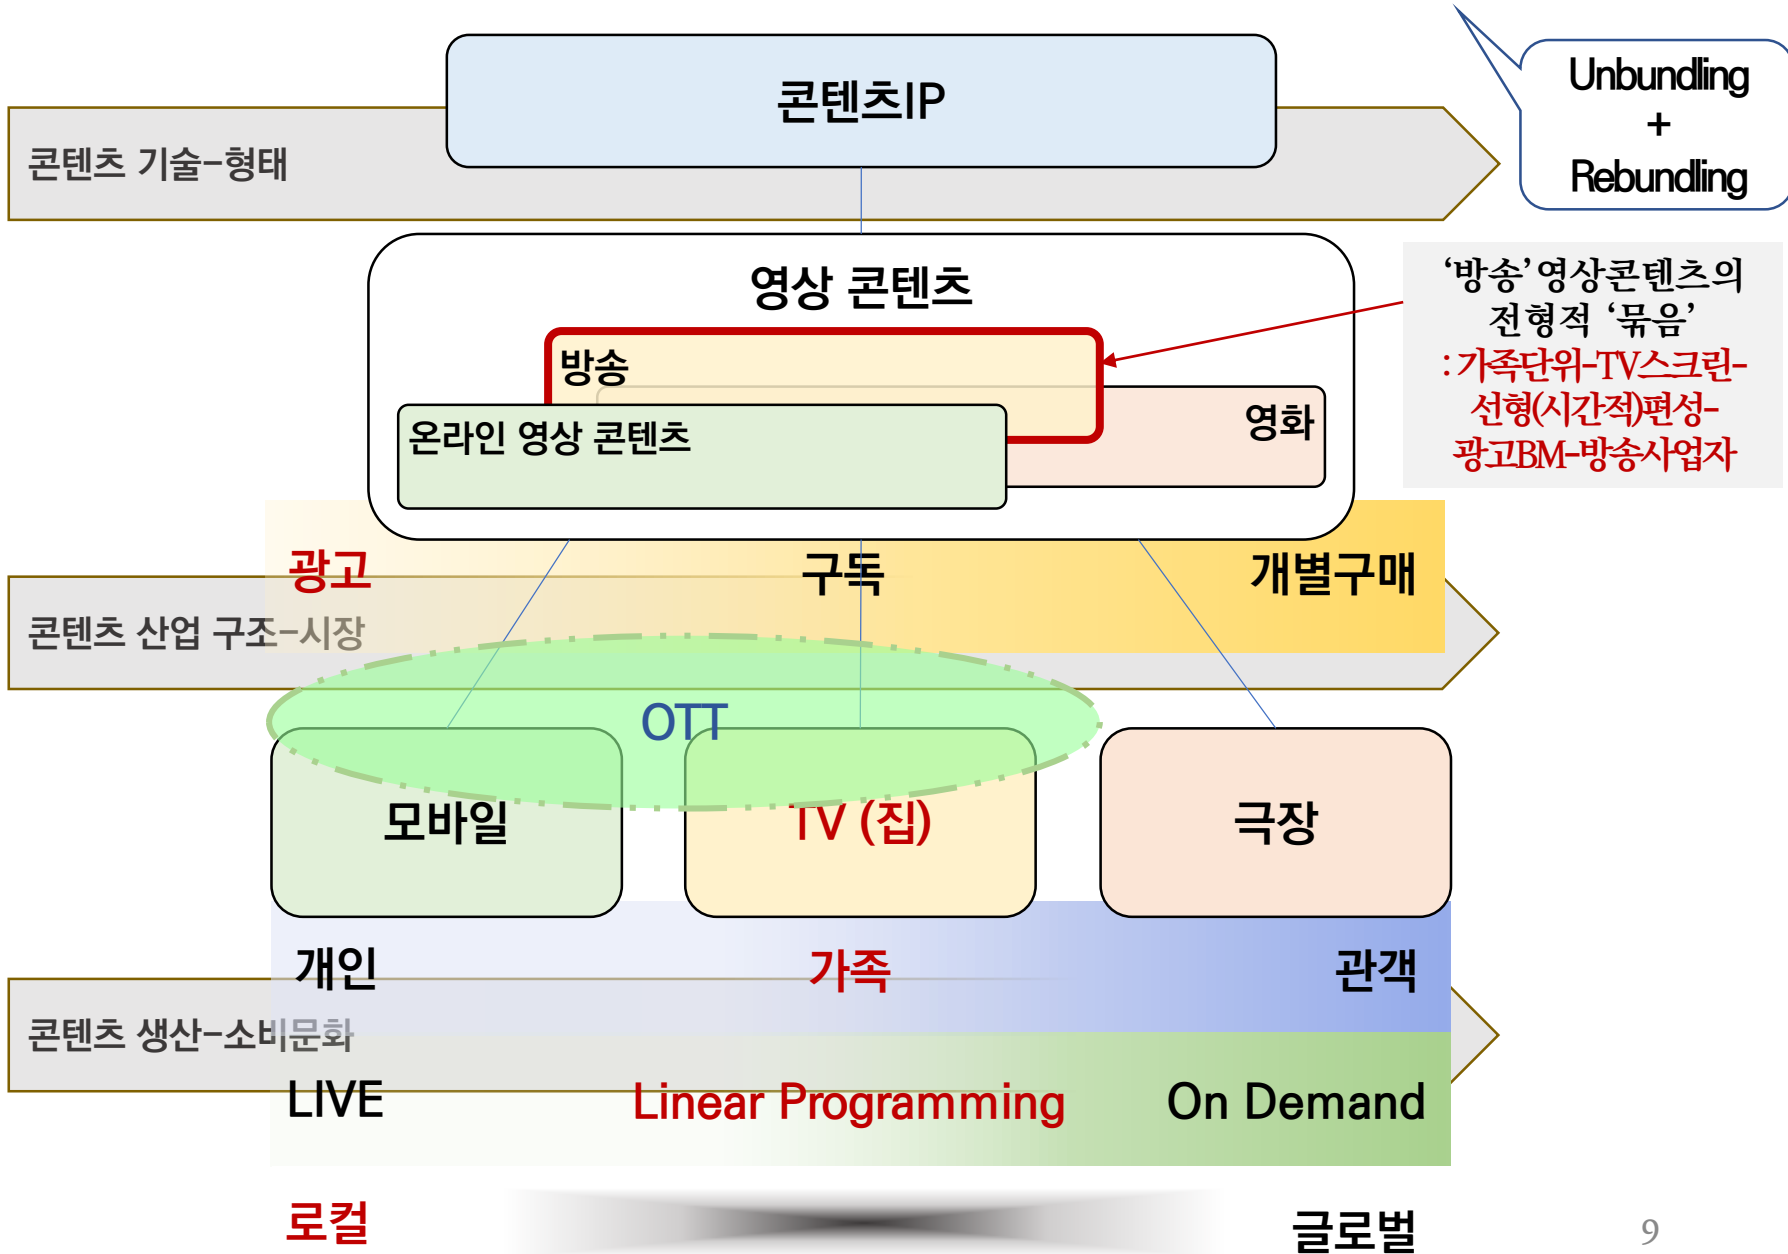 콘텐츠IP
Unbundling
+
Rebundling
콘텐츠 기술-형태
영상 콘텐츠
방송
온라인 영상 콘텐츠
영화
‘방송’영상콘텐츠의
전형적 ‘묶음’
:가족단위-TV스크린-
선형(시간적)편성-
광고BM-방송사업자
광고
구독
개별구매
콘텐츠 산업 구조-시장
OTT
모바일
TV (집)
극장
개인
가족
관객
콘텐츠 생산-소비문화
LIVE
Linear Programming
On Demand
로컬
글로벌
9